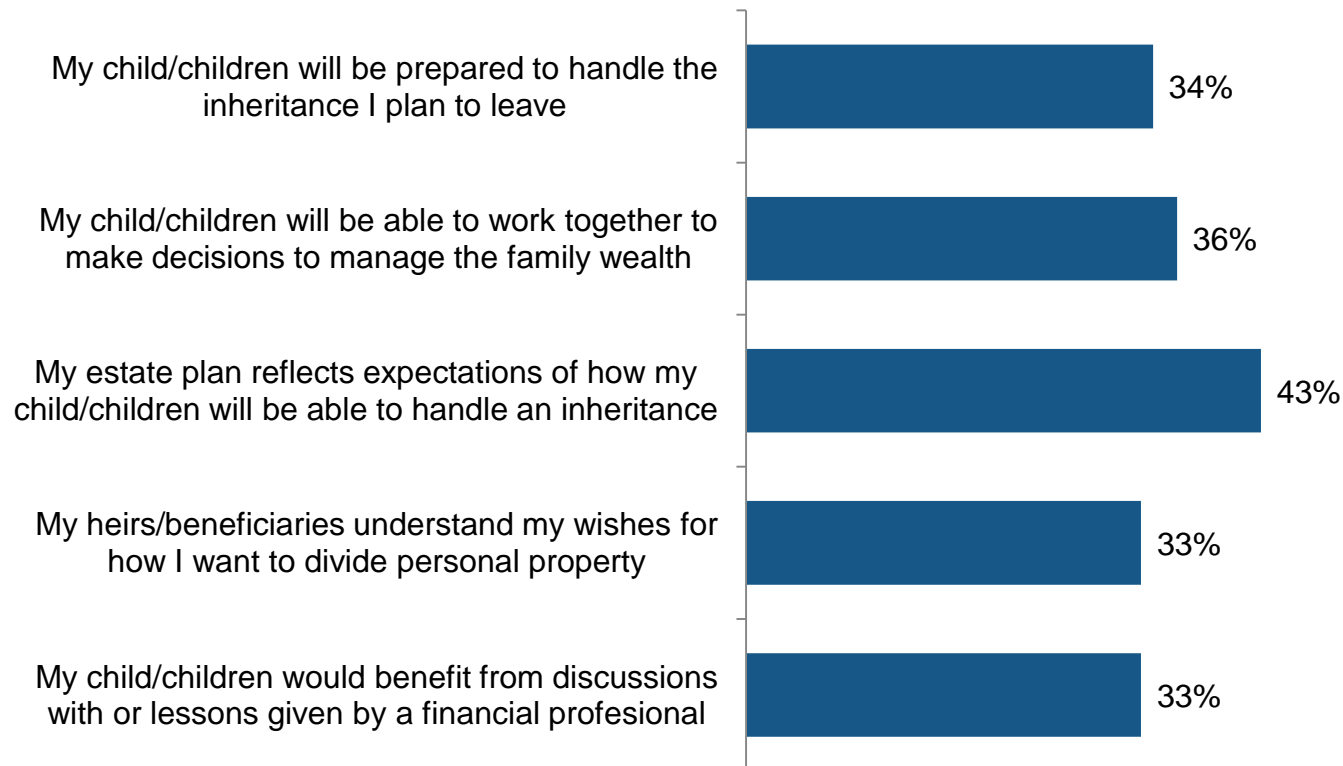 My child/children will be prepared to handle the
inheritance I plan to leave
34%
My child/children will be able to work together to
make decisions to manage the family wealth
36%
My estate plan reflects expectations of how my
child/children will be able to handle an inheritance
43%
My heirs/beneficiaries understand my wishes for
how I want to divide personal property
33%
My child/children would benefit from discussions
with or lessons given by a financial profesional
33%